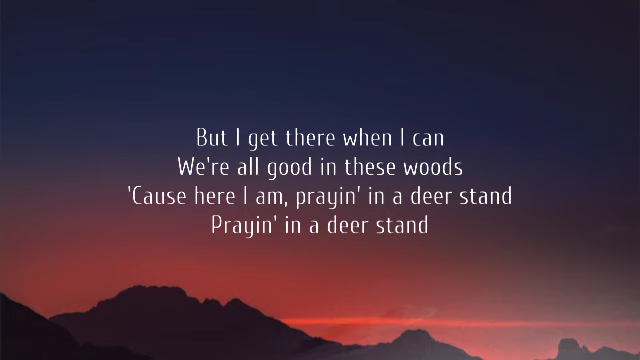 But I get there when I can
We're all good in these woods
'Cause here I am, prayin' in a deer stand
Prayin' in a deer stand